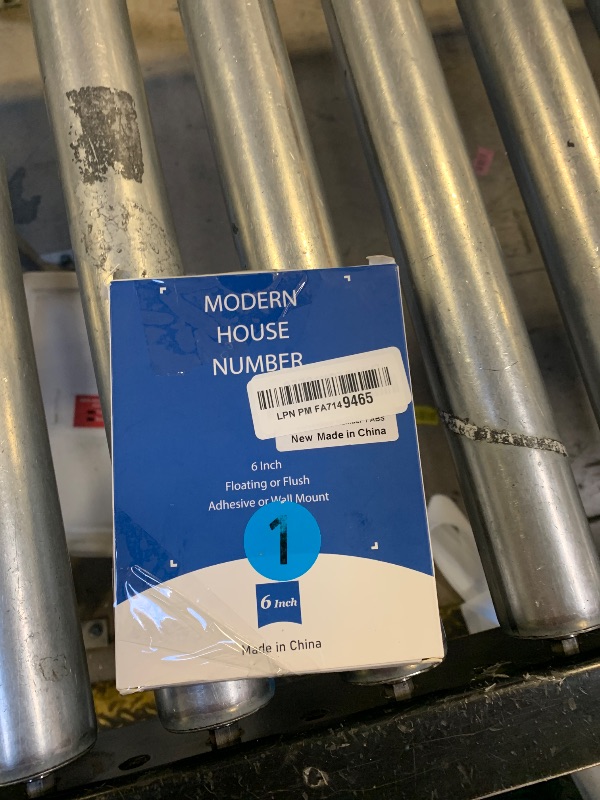 MODERN
HOUSE
NUMBER
LPN PM FA7149465
New Made in China
6 Inch
Floating or Flush
Adhesive or Wall Mount
1
6 Inch
Made in China